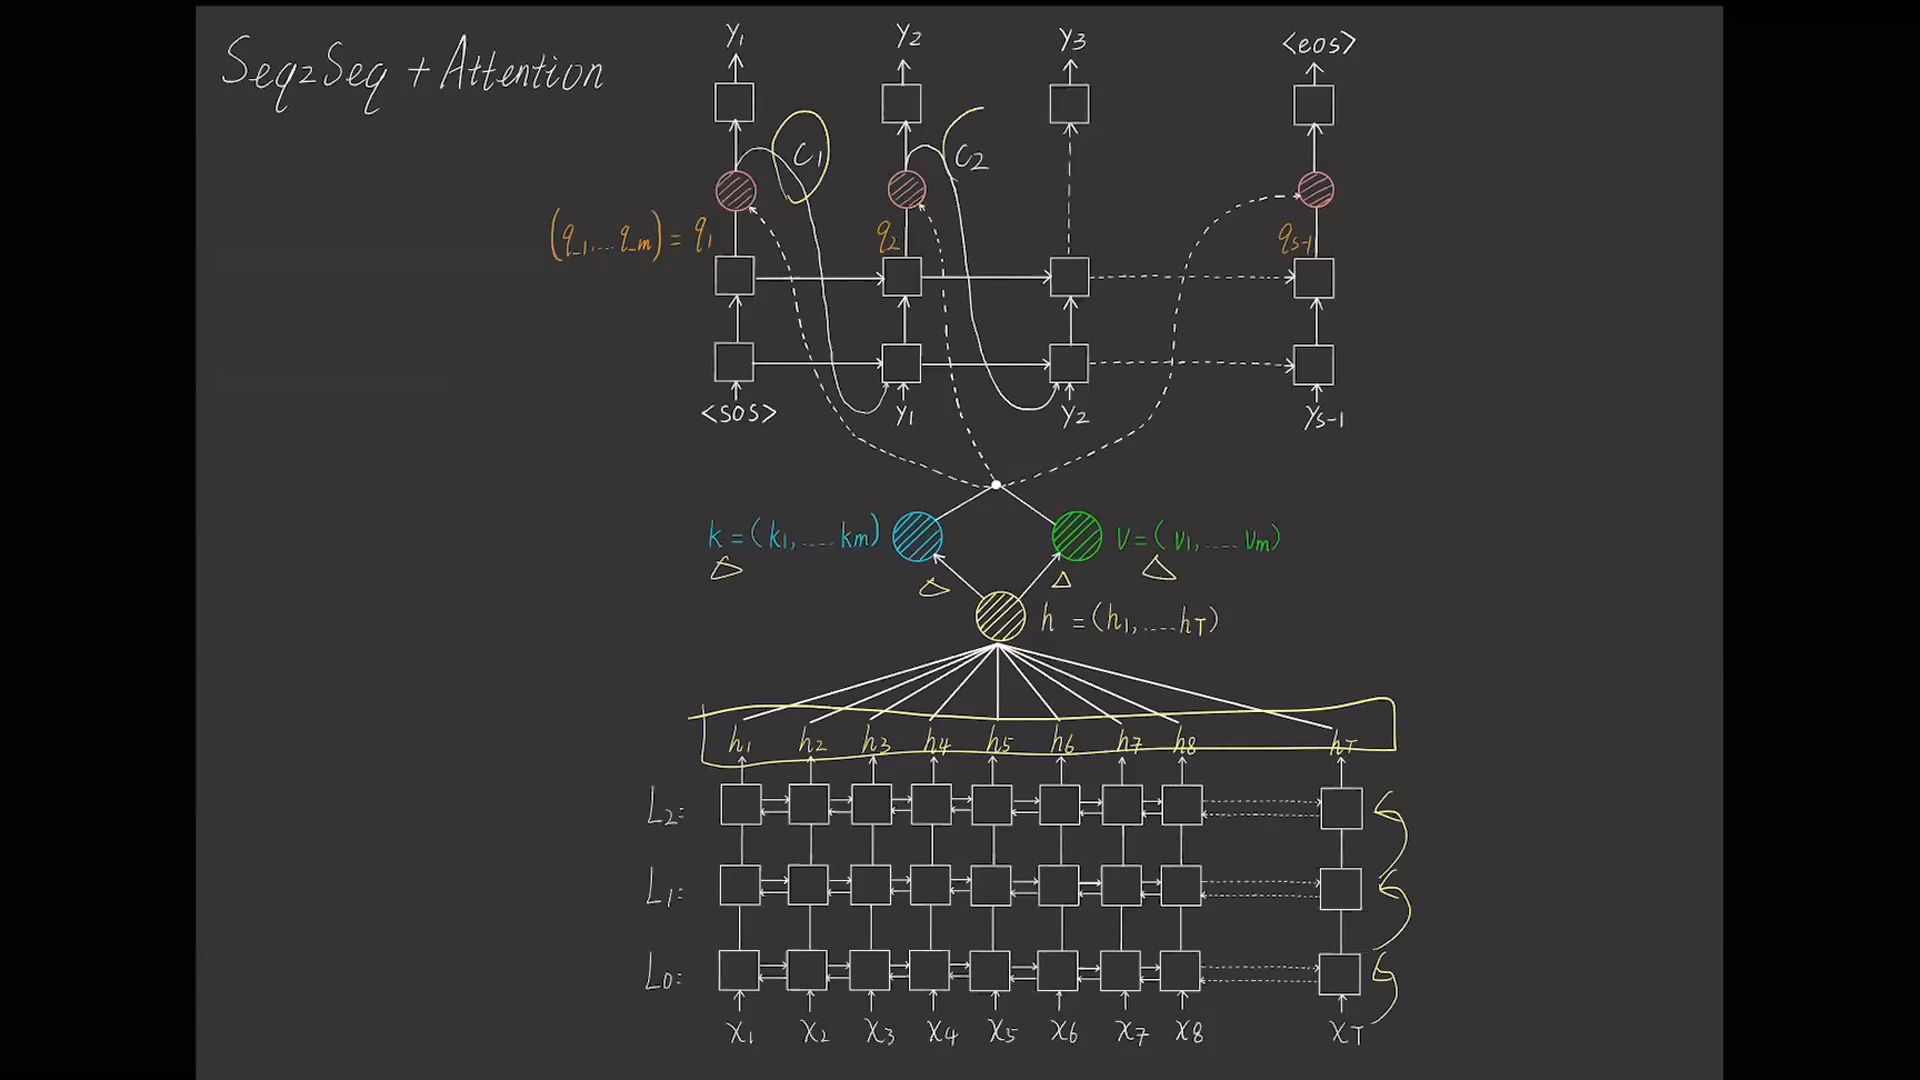 Seq2Seq + Attention
y1 y2 y3 <eos>
c1 c2
(q_1, .... q_m) = q1 q2 qs-1
<sos> y1 y2 ys-1
k = (k1, ..... km) v = (v1, ..... vm)
h = (h1, ..... hT)
h1 h2 h3 h4 h5 h6 h7 h8 hT
L2:
L1:
L0:
x1 x2 x3 x4 x5 x6 x7 x8 xT